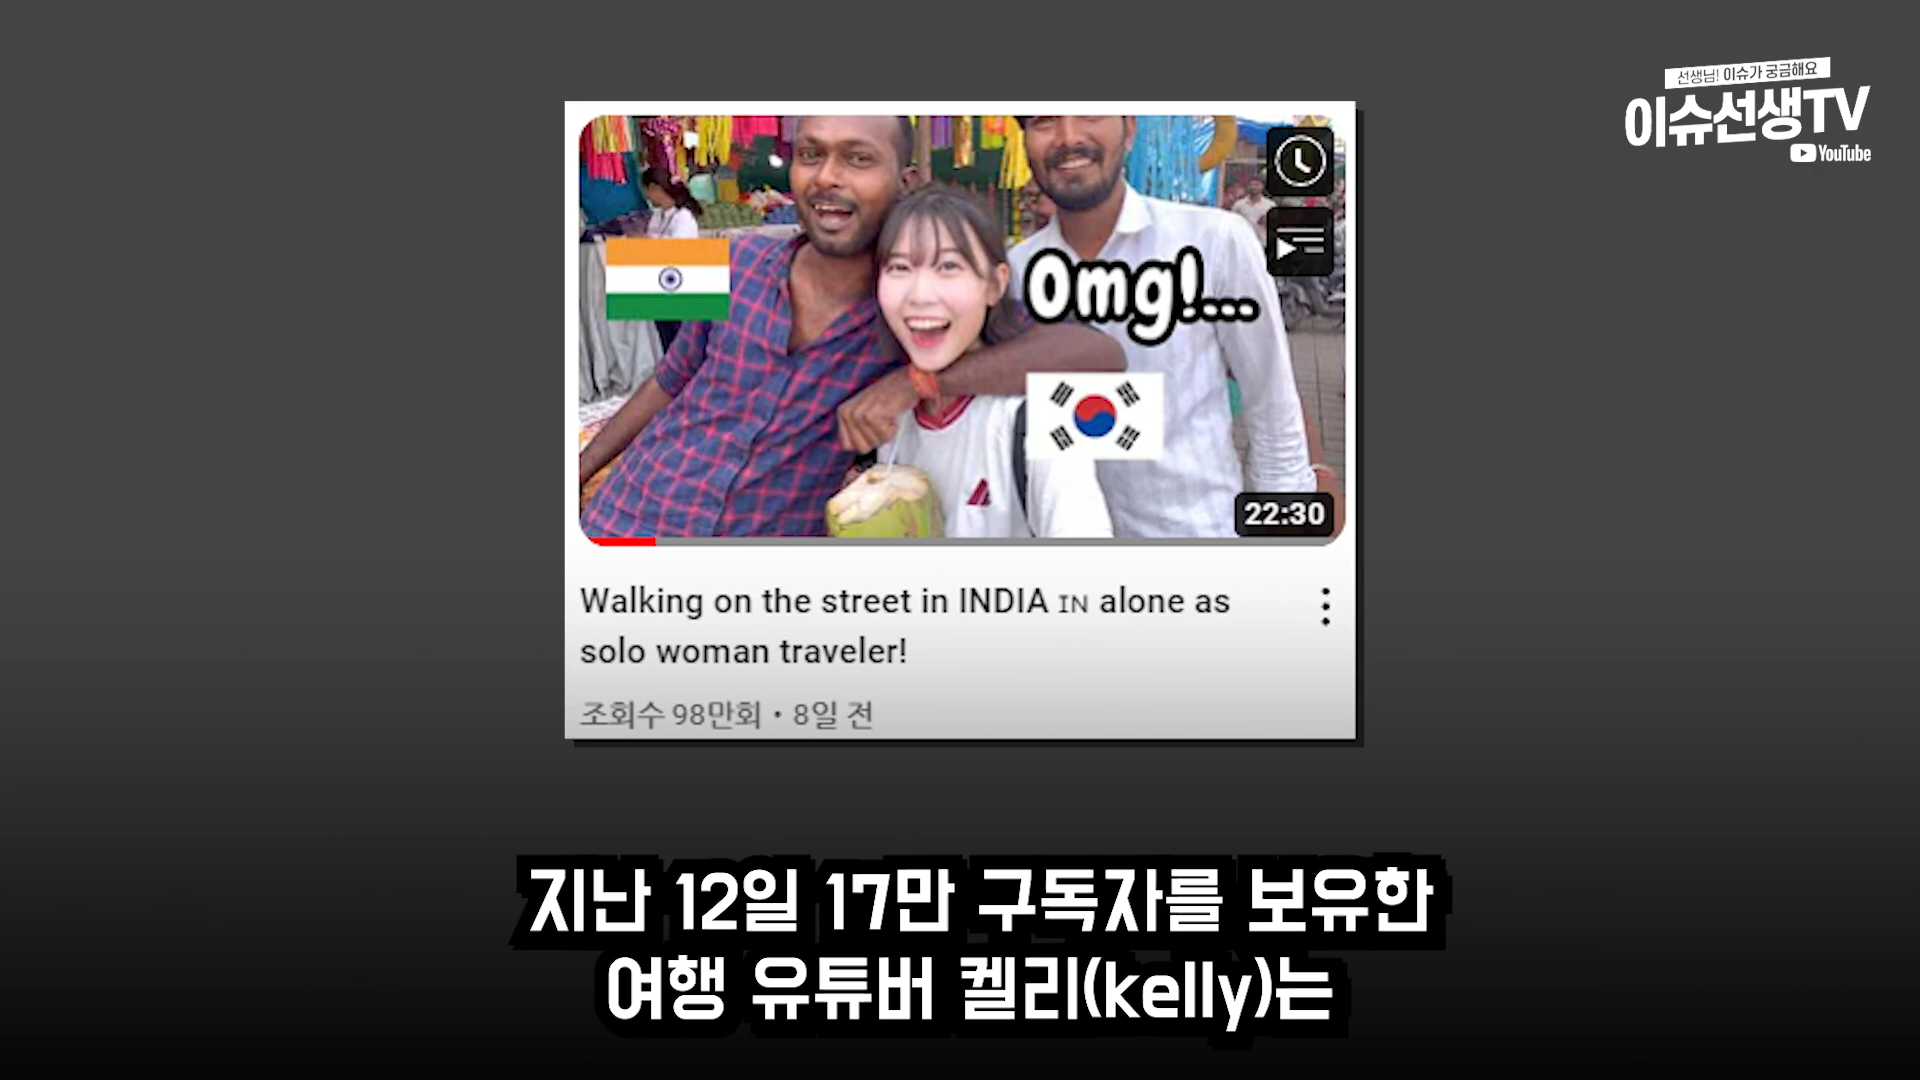 선생님! 이슈가 궁금해요
이슈선생TV
YouTube
Omg!...
22:30
Walking on the street in INDIA IN alone as
solo woman traveler!
조회수 98만회 • 8일 전
지난 12일 17만 구독자를 보유한
여행 유튜버 켈리(kelly)는